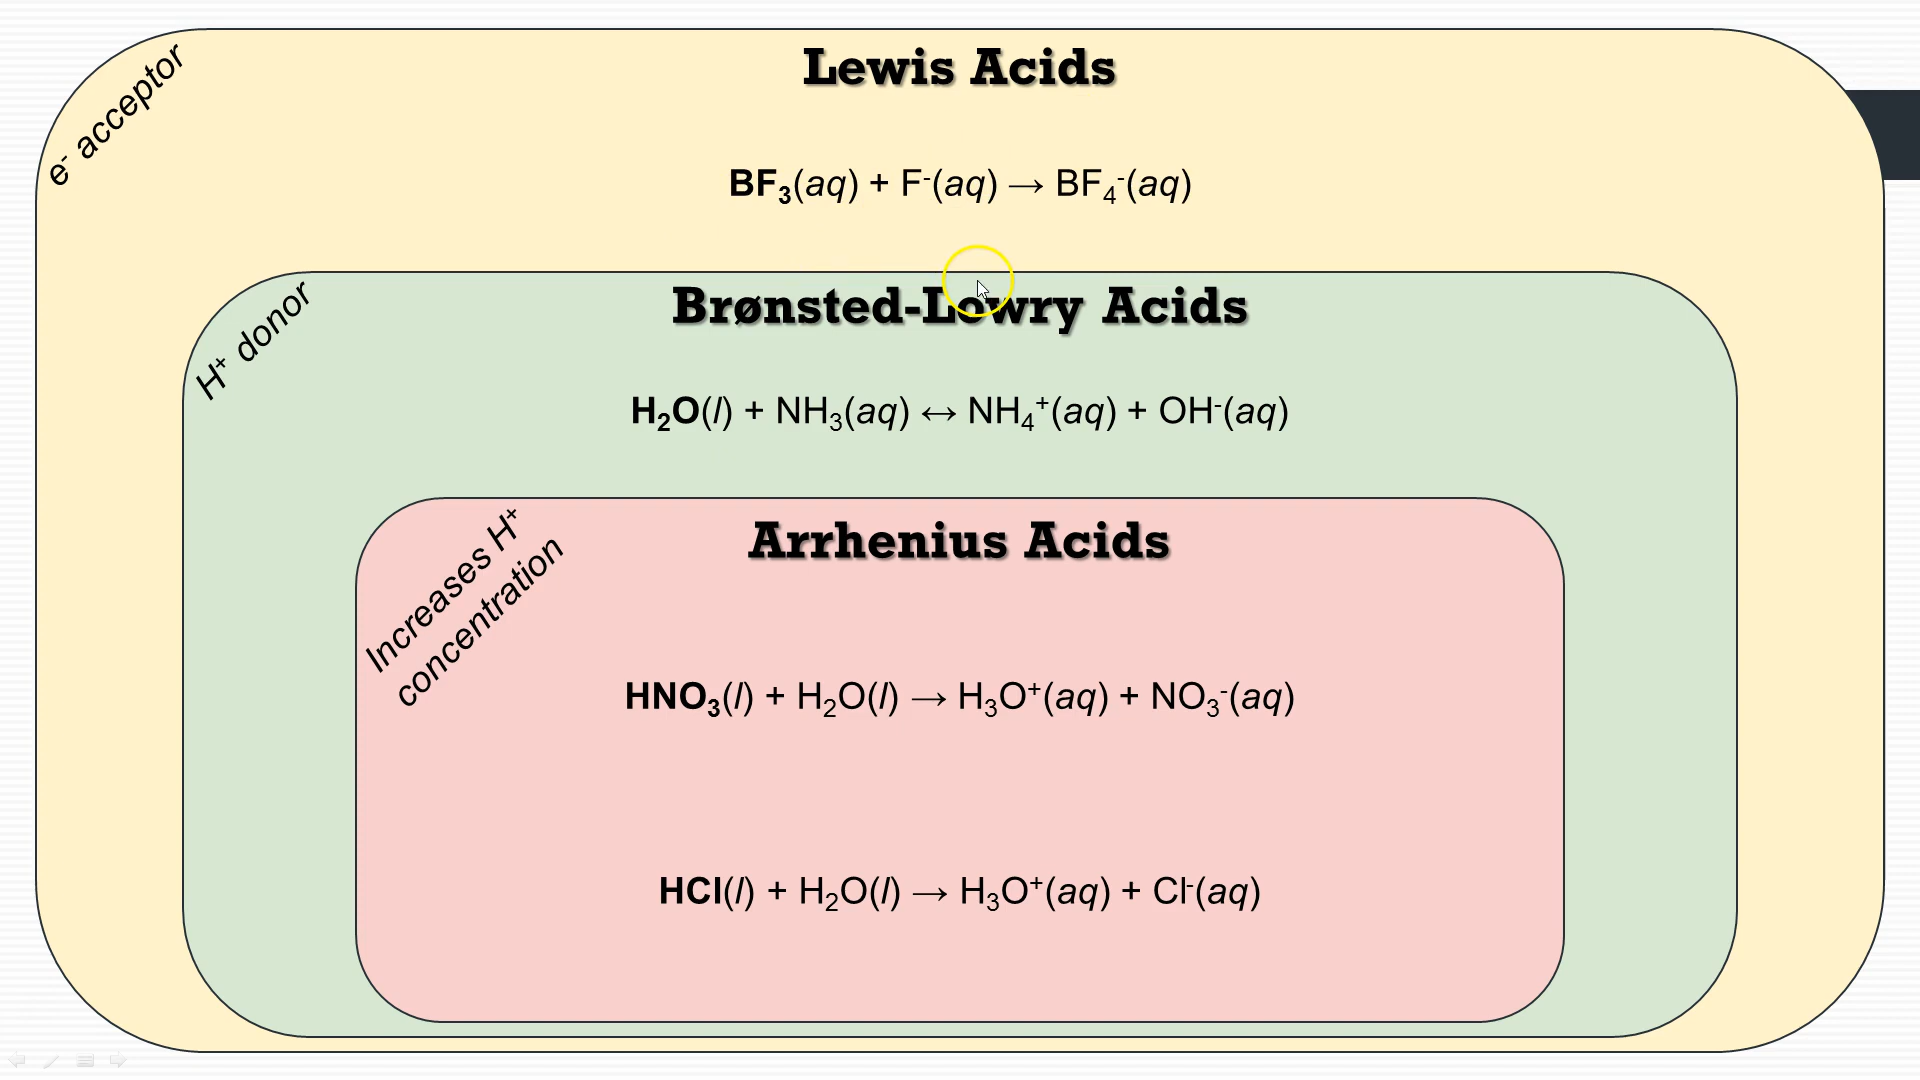 Lewis Acids
e⁻ acceptor
BF₃(aq) + F⁻(aq) → BF₄⁻(aq)
Brønsted-Lowry Acids
H⁺ donor
H₂O(l) + NH₃(aq) ↔ NH₄⁺(aq) + OH⁻(aq)
Arrhenius Acids
Increases H⁺
concentration
HNO₃(l) + H₂O(l) → H₃O⁺(aq) + NO₃⁻(aq)
HCl(l) + H₂O(l) → H₃O⁺(aq) + Cl⁻(aq)